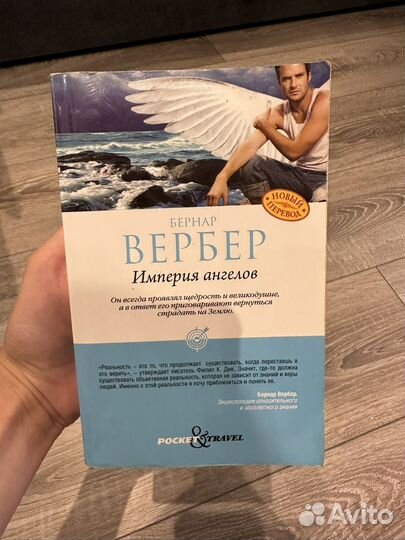 НОВЫЙ
ПЕРЕВОД
БЕРНАР
ВЕРБЕР
Империя ангелов
Он всегда проявлял щедрость и великодушие,
а в ответ его приговаривают вернуться
страдать на Землю.
«Реальность – это то, что продолжает существовать, когда перестаешь в
это верить», – утверждает писатель Филип К. Дик. Значит, где-то должна
существовать объективная реальность, которая не зависит от знаний и веры
людей. Именно к этой реальности я хочу приблизиться и понять ее.
Бернар Вербер.
Энциклопедия относительного
и абсолютного знания
POCKET&TRAVEL
Avito